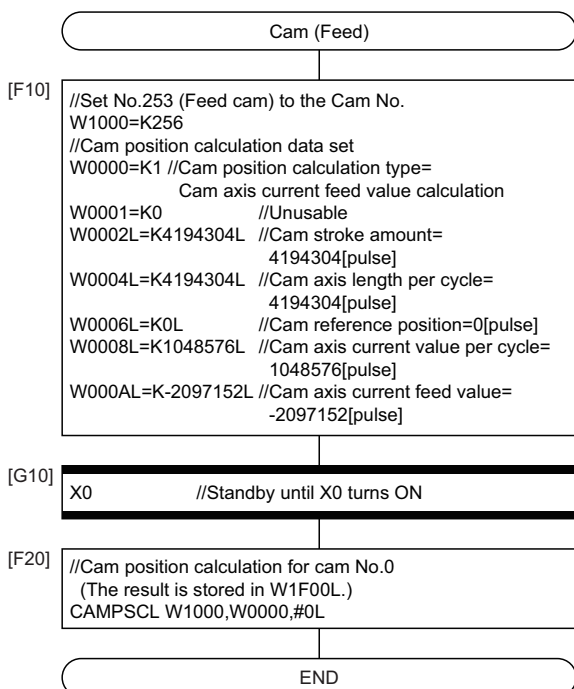 Cam (Feed)
[F10]
//Set No.253 (Feed cam) to the Cam No.
W1000=K256
//Cam position calculation data set
W0000=K1 //Cam position calculation type=
Cam axis current feed value calculation
W0001=K0 //Unusable
W0002L=K4194304L //Cam stroke amount=
4194304[pulse]
W0004L=K4194304L //Cam axis length per cycle=
4194304[pulse]
W0006L=K0L //Cam reference position=0[pulse]
W0008L=K1048576L //Cam axis current value per cycle=
1048576[pulse]
W000AL=K-2097152L //Cam axis current feed value=
-2097152[pulse]
[G10]
X0 //Standby until X0 turns ON
[F20]
//Cam position calculation for cam No.0
(The result is stored in W1F00L.)
CAMPSCL W1000,W0000,#0L
END